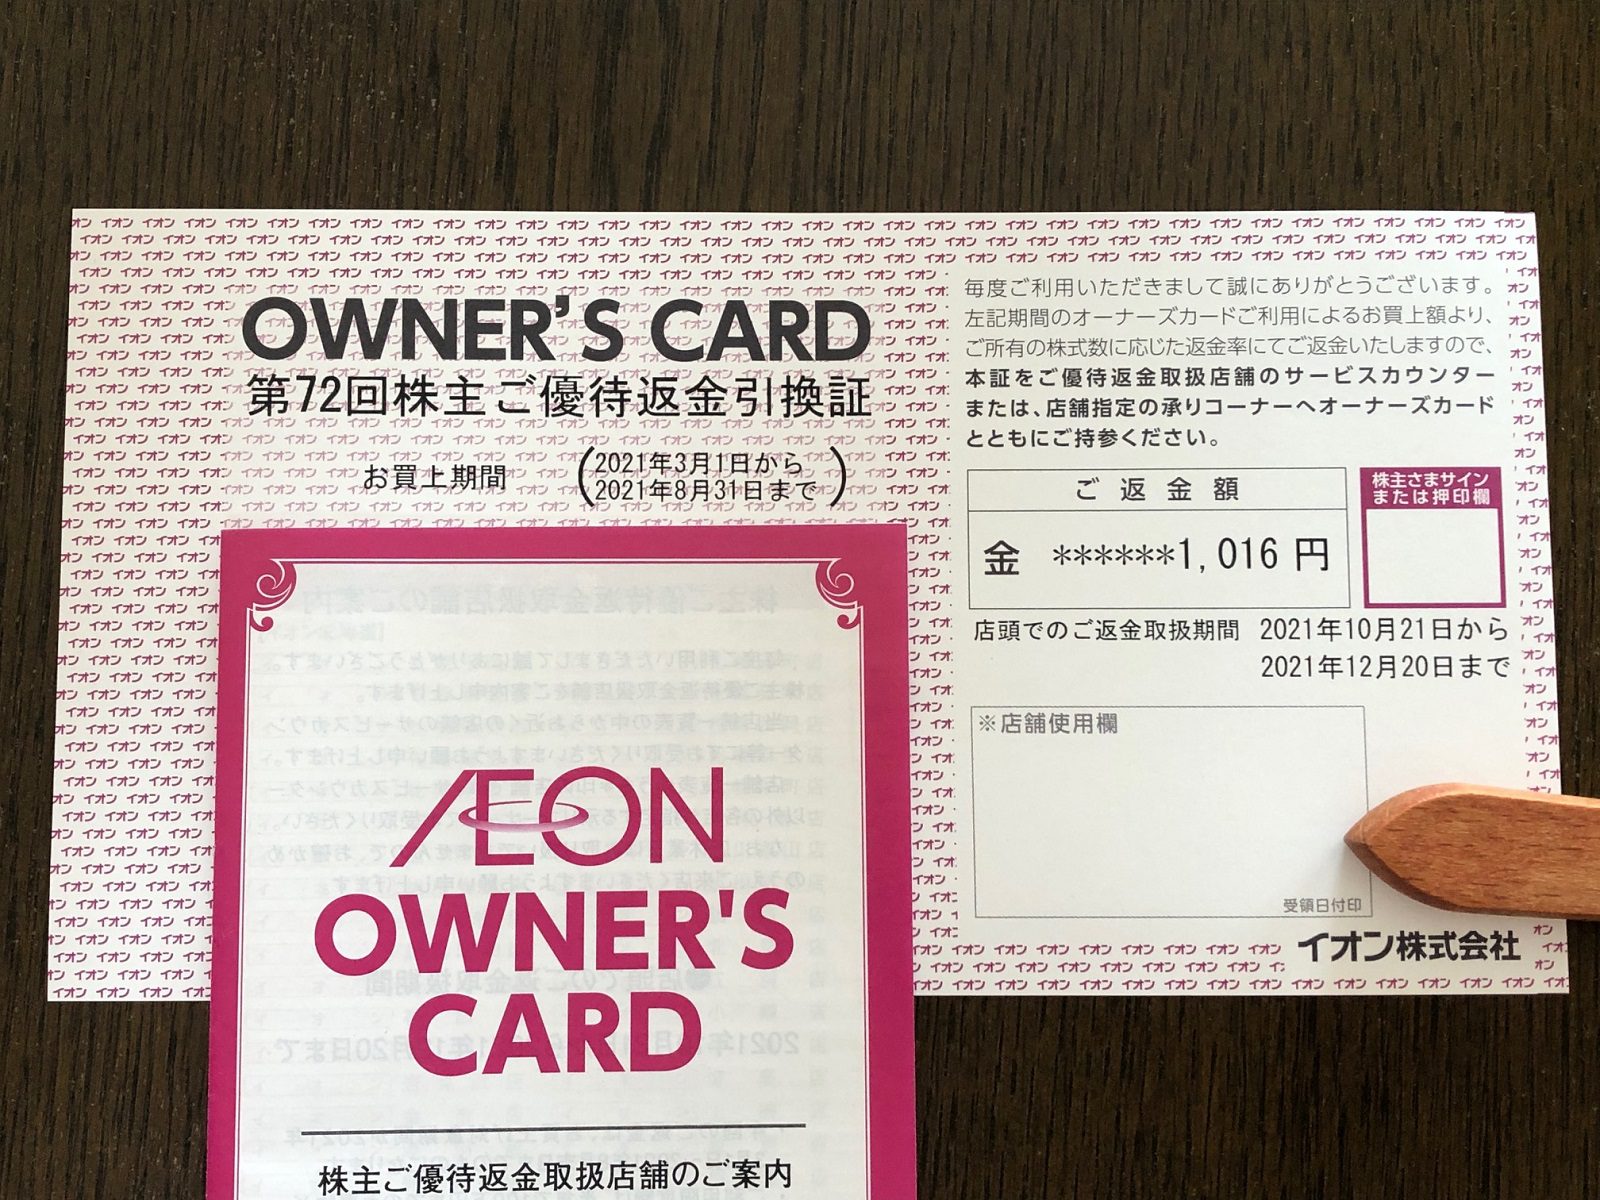 OWNER'S CARD
第72回株主ご優待返金引換証
お買上期間
2021年3月1日から
2021年8月31日まで
毎度ご利用いただきまして誠にありがとうございます。
左記期間のオーナーズカードご利用によるお買上額より、
ご所有の株式数に応じた返金率にてご返金いたしますので、
本証をご優待返金取扱店舗のサービスカウンター
または、店舗指定の承りコーナーへオーナーズカード
とともにご持参ください。
ご返金額
金 ******1,016 円
株主さまサイン
または押印欄
店頭でのご返金取扱期間 2021年10月21日から
2021年12月20日まで
※店舗使用欄
受領日付印
イオン株式会社
ÆON
OWNER'S
CARD
株主ご優待返金取扱店舗のご案内